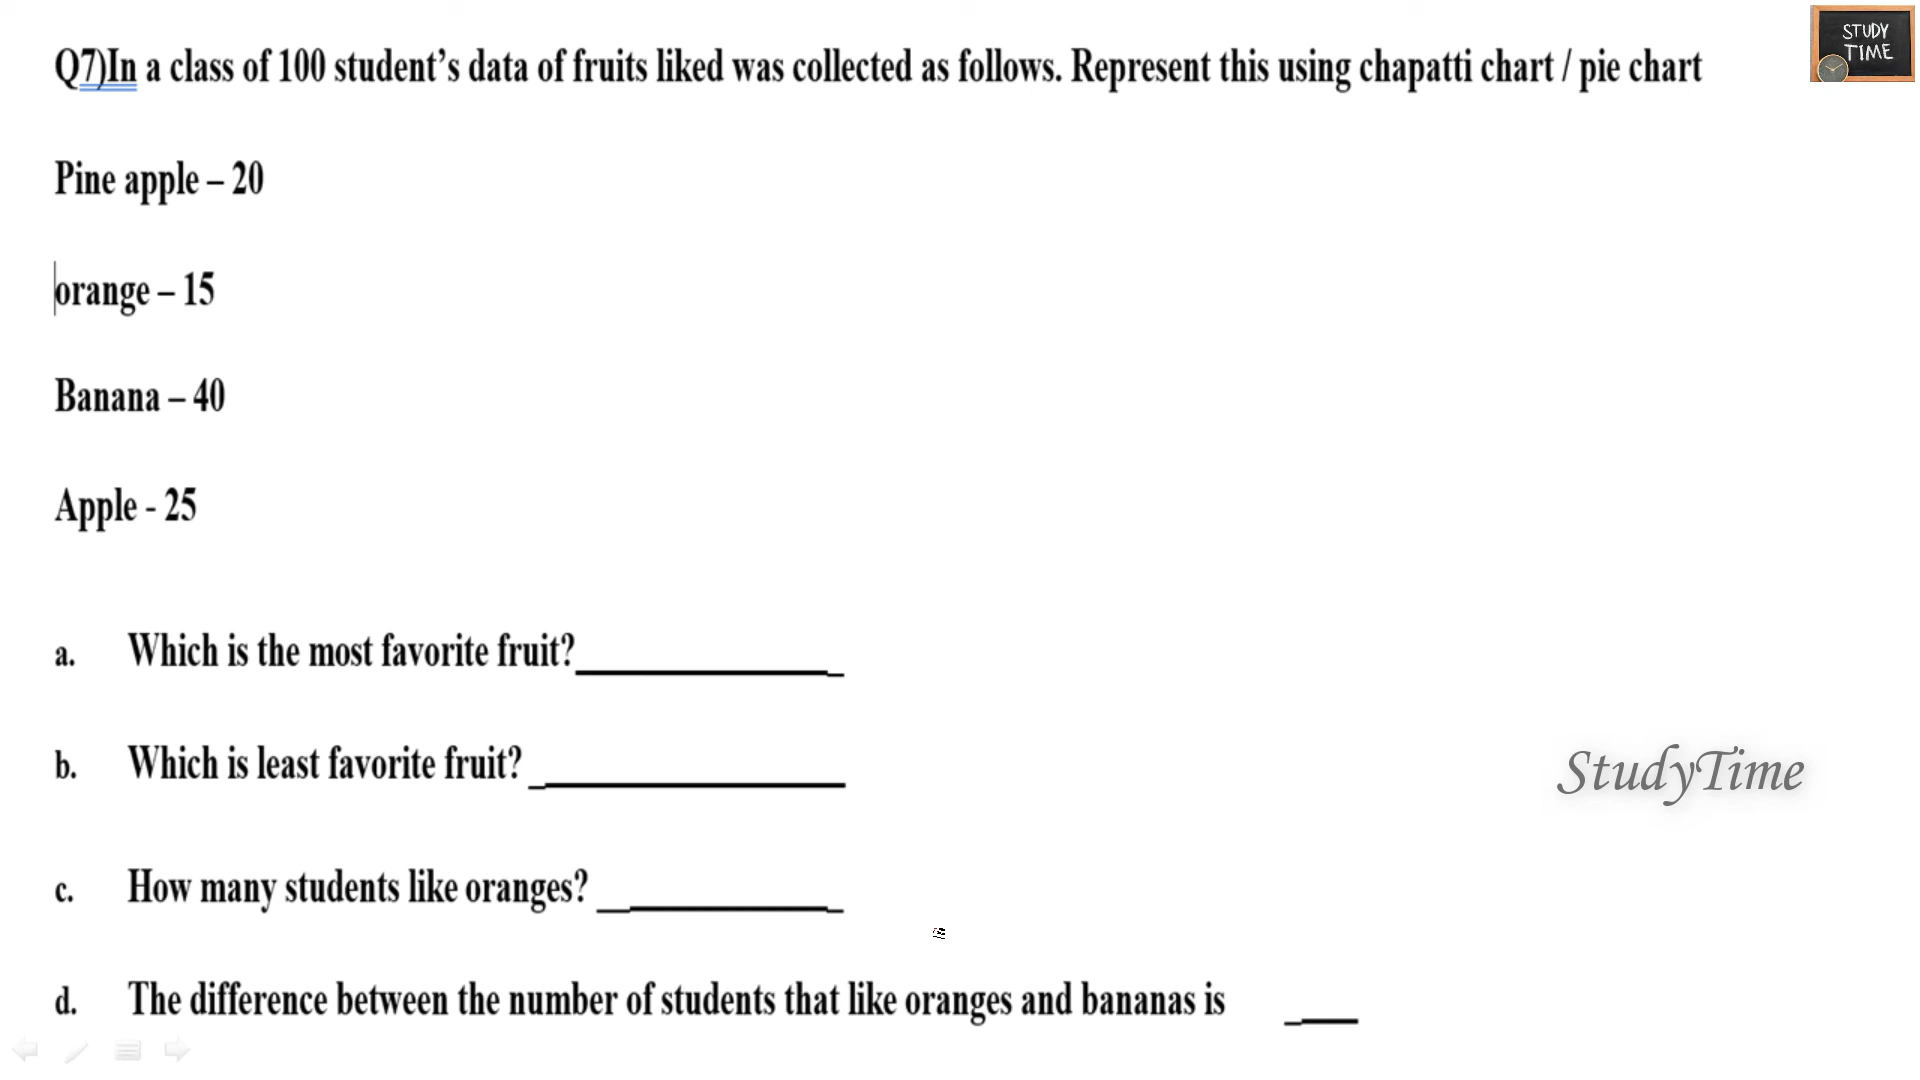 STUDY
TIME
Q7)In a class of 100 student’s data of fruits liked was collected as follows. Represent this using chapatti chart / pie chart
Pine apple – 20
orange – 15
Banana – 40
Apple - 25
a. Which is the most favorite fruit?_______________
b. Which is least favorite fruit? _________________
c. How many students like oranges? ______________
StudyTime
d. The difference between the number of students that like oranges and bananas is ____